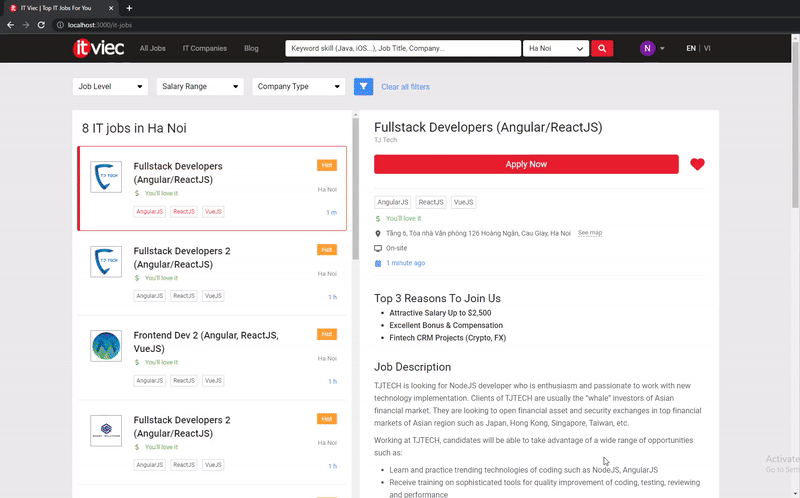 IT Viec | Top IT Jobs For You
localhost:3000/it-jobs
itviec
All Jobs
IT Companies
Blog
Keyword skill (Java, iOS...), Job Title, Company...
Ha Noi
N
EN | VI
Job Level
Salary Range
Company Type
Clear all filters
8 IT jobs in Ha Noi
TJ TECH
Fullstack Developers
(Angular/ReactJS)
Hot
$ You'll love it
Ha Noi
AngularJS ReactJS VueJS
1 m
TJ TECH
Fullstack Developers 2
(Angular/ReactJS)
Hot
$ You'll love it
Ha Noi
AngularJS ReactJS VueJS
1 h
Frontend Dev 2 (Angular, ReactJS,
VueJS)
Hot
$ You'll love it
Ha Noi
AngularJS ReactJS VueJS
1 h
Fullstack Developers 2
(Angular/ReactJS)
Hot
$ You'll love it
Ha Noi
AngularJS ReactJS VueJS
1 h
Fullstack Developers (Angular/ReactJS)
TJ Tech
Apply Now
AngularJS ReactJS VueJS
$ You'll love it
Tầng 6, Tòa nhà Văn phòng 126 Hoàng Ngân, Cau Giay, Ha Noi See map
On-site
1 minute ago
Top 3 Reasons To Join Us
• Attractive Salary Up to $2,500
• Excellent Bonus & Compensation
• Fintech CRM Projects (Crypto, FX)
Job Description
TJTECH is looking for NodeJS developer who is enthusiasm and passionate to work with new
technology implementation. Clients of TJTECH are usually the “whale” investors of Asian
financial market. They are looking to open financial asset and security exchanges in top financial
markets of Asian region such as Japan, Hong Kong, Singapore, Taiwan, etc.
Working at TJTECH, candidates will be able to take advantage of a wide range of opportunities
such as:
• Learn and practice trending technologies of coding such as NodeJS, AngularJS
• Receive training on sophisticated tools for quality improvement of coding, testing, reviewing
and performance
Activate
Go to